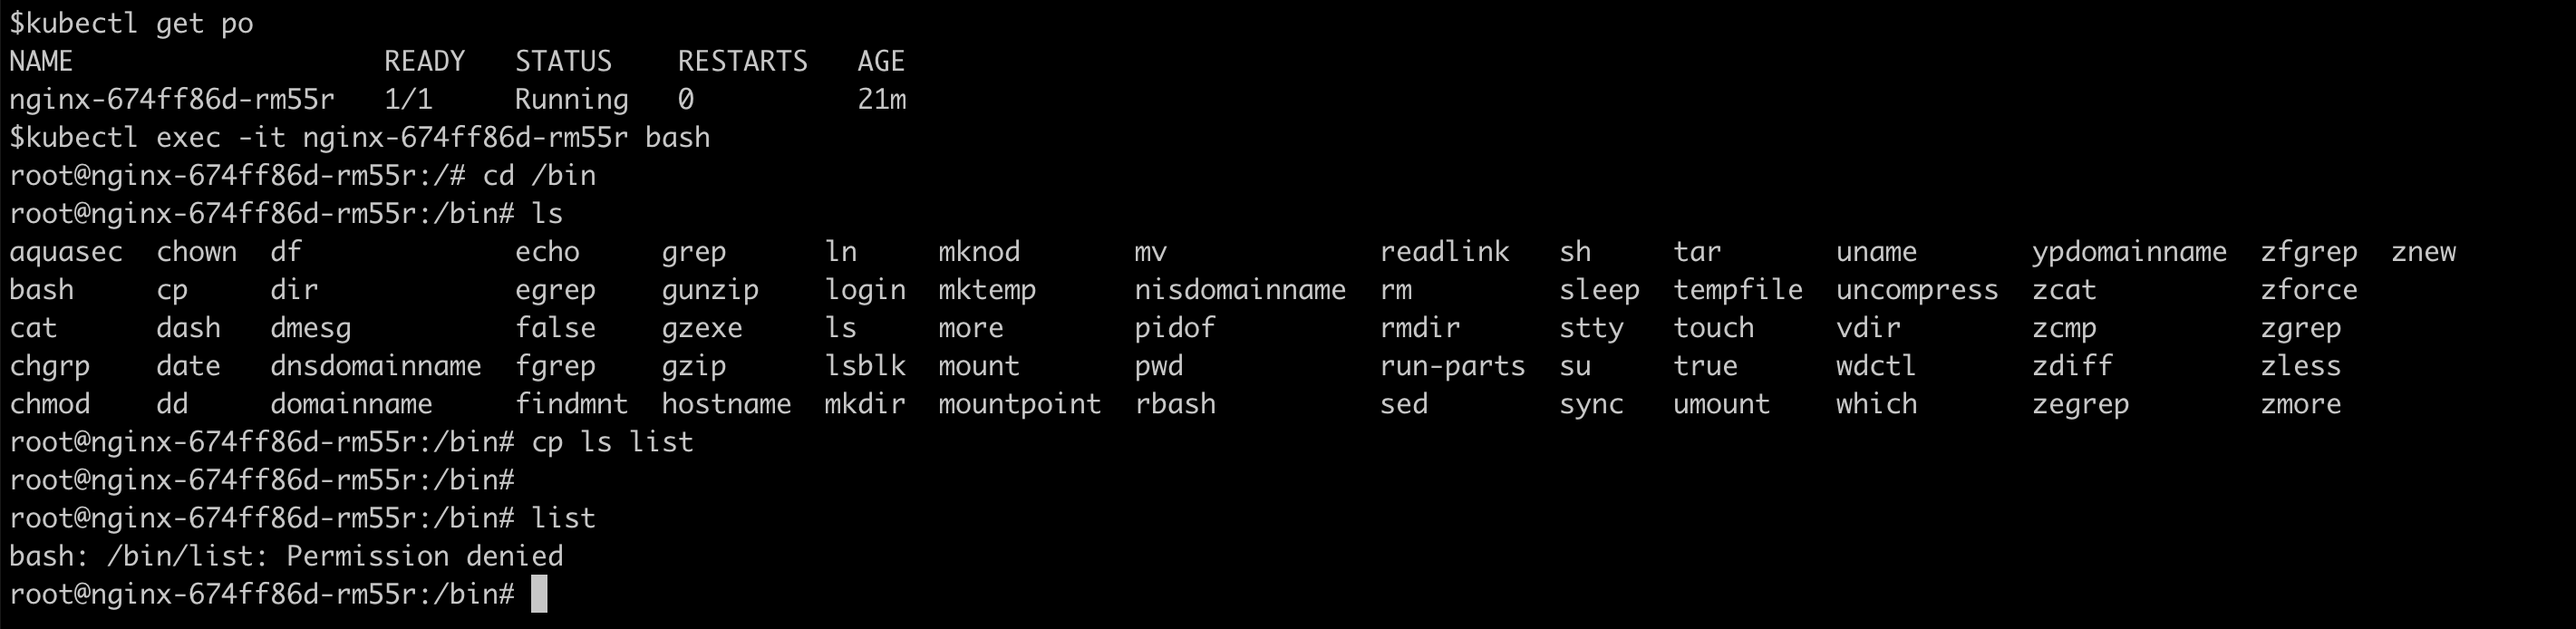 $kubectl get po
NAME                   READY   STATUS    RESTARTS   AGE
nginx-674ff86d-rm55r   1/1     Running   0          21m
$kubectl exec -it nginx-674ff86d-rm55r bash
root@nginx-674ff86d-rm55r:/# cd /bin
root@nginx-674ff86d-rm55r:/bin# ls
aquasec  chown  df             echo     grep      ln     mknod       mv             readlink   sh     tar       uname       ypdomainname  zfgrep  znew
bash     cp     dir            egrep    gunzip    login  mktemp      nisdomainname  rm         sleep  tempfile  uncompress  zcat          zforce
cat      dash   dmesg          false    gzexe     ls     more        pidof          rmdir      stty   touch     vdir        zcmp          zgrep
chgrp    date   dnsdomainname  fgrep    gzip      lsblk  mount       pwd            run-parts  su     true      wdctl       zdiff         zless
chmod    dd     domainname     findmnt  hostname  mkdir  mountpoint  rbash          sed        sync   umount    which       zegrep        zmore
root@nginx-674ff86d-rm55r:/bin# cp ls list
root@nginx-674ff86d-rm55r:/bin#
root@nginx-674ff86d-rm55r:/bin# list
bash: /bin/list: Permission denied
root@nginx-674ff86d-rm55r:/bin#